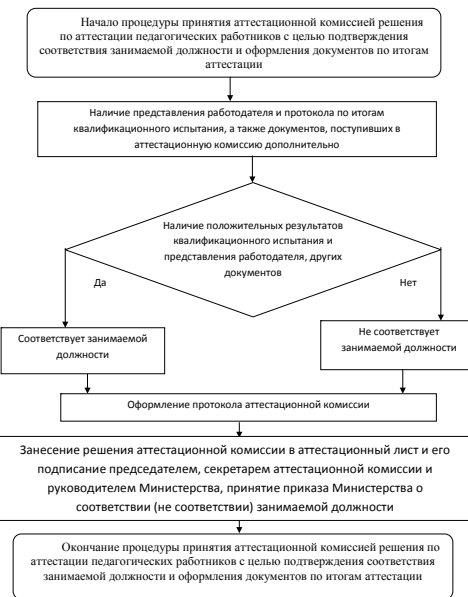 Начало процедуры принятия аттестационной комиссией решения
по аттестации педагогических работников с целью подтверждения
соответствия занимаемой должности и оформления документов по итогам
аттестации
Наличие представления работодателя и протокола по итогам
квалификационного испытания, а также документов, поступивших в
аттестационную комиссию дополнительно
Наличие положительных результатов
квалификационного испытания и
представления работодателя, других
документов
Да
Нет
Соответствует занимаемой
должности
Не соответствует
занимаемой должности
Оформление протокола аттестационной комиссии
Занесение решения аттестационной комиссии в аттестационный лист и его
подписание председателем, секретарем аттестационной комиссии и
руководителем Министерства, принятие приказа Министерства о
соответствии (не соответствии) занимаемой должности
Окончание процедуры принятия аттестационной комиссией решения по
аттестации педагогических работников с целью подтверждения соответствия
занимаемой должности и оформления документов по итогам аттестации